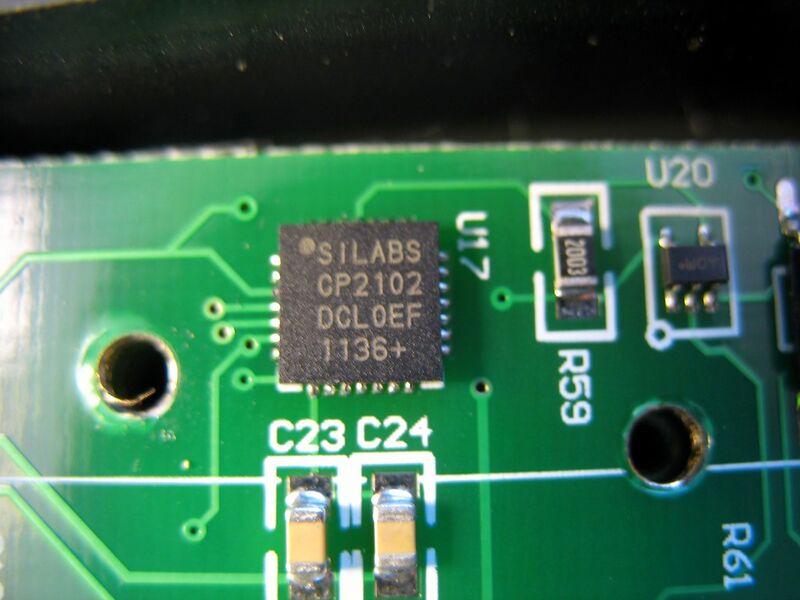 SILABS
CP2102
DCL0EF
1136+
U17
U20
2003
R59
C23
C24
R61